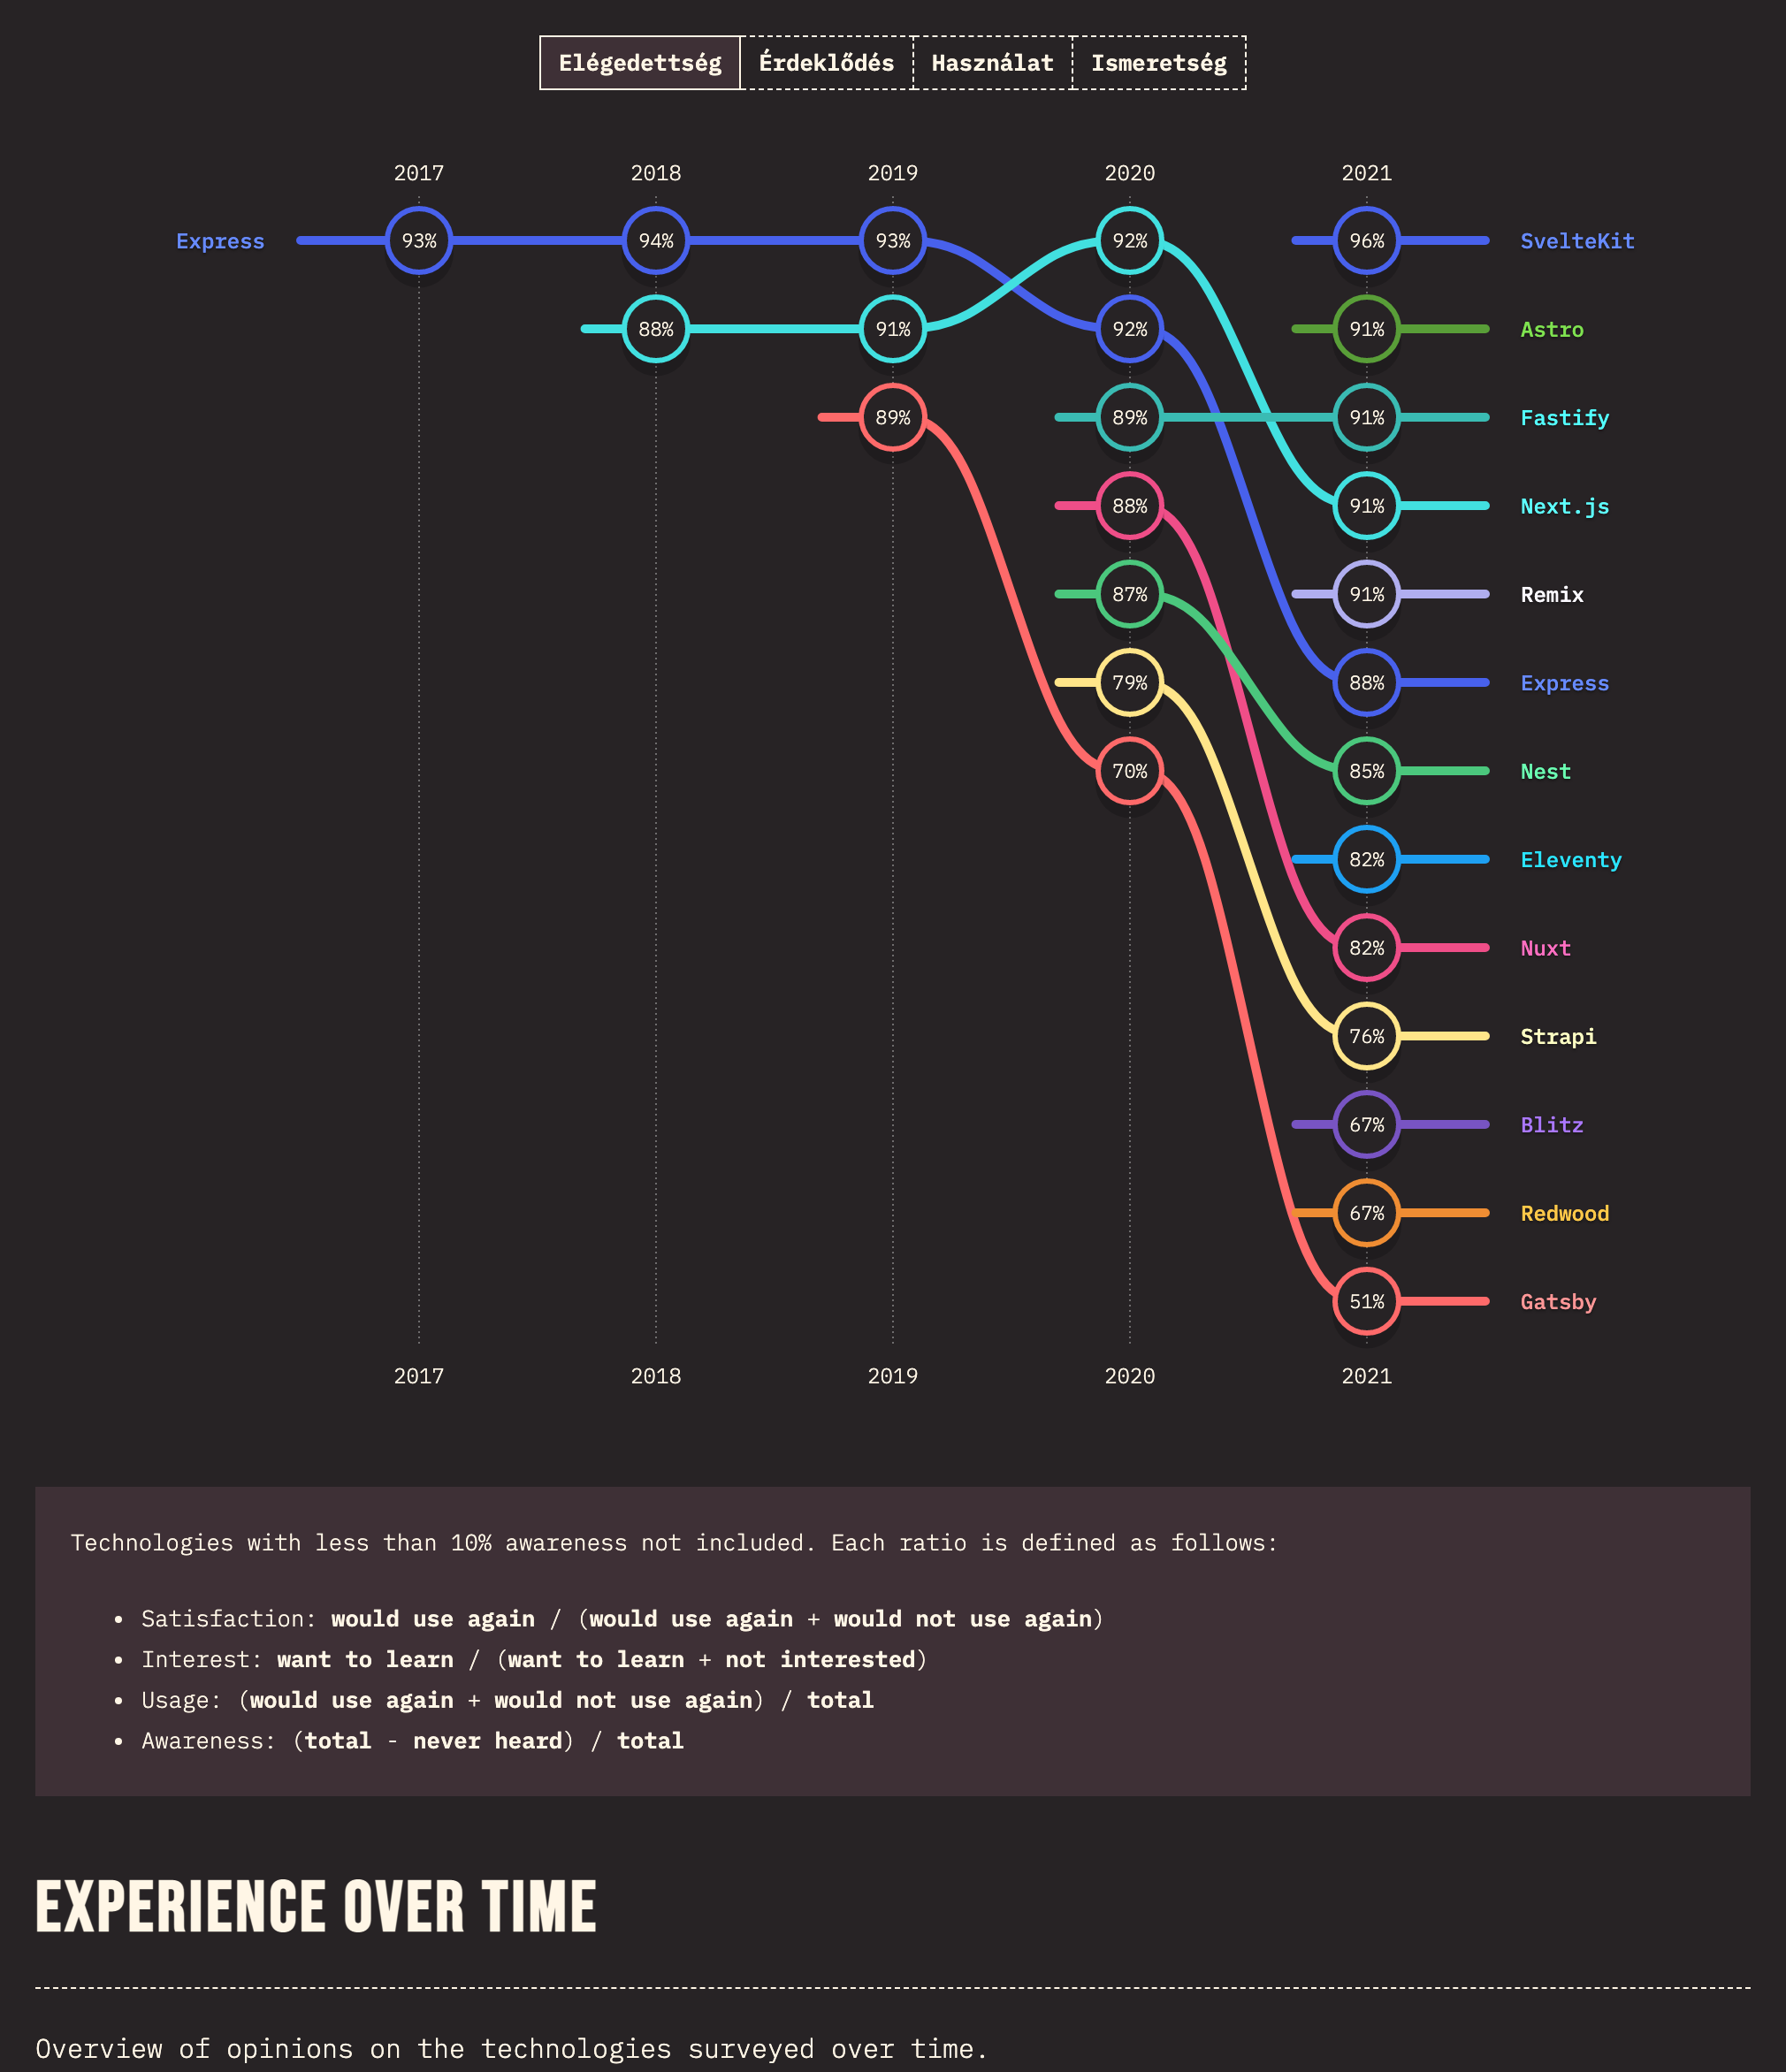 Elégedettség Érdeklődés Használat Ismeretség
2017 2018 2019 2020 2021
Express 93% 94% 93% 92% 96% SvelteKit
88% 91% 92% 91% Astro
89% 89% 91% Fastify
88% 91% Next.js
87% 91% Remix
79% 88% Express
70% 85% Nest
82% Eleventy
82% Nuxt
76% Strapi
67% Blitz
67% Redwood
51% Gatsby
2017 2018 2019 2020 2021
Technologies with less than 10% awareness not included. Each ratio is defined as follows:
• Satisfaction: would use again / (would use again + would not use again)
• Interest: want to learn / (want to learn + not interested)
• Usage: (would use again + would not use again) / total
• Awareness: (total - never heard) / total
EXPERIENCE OVER TIME
Overview of opinions on the technologies surveyed over time.